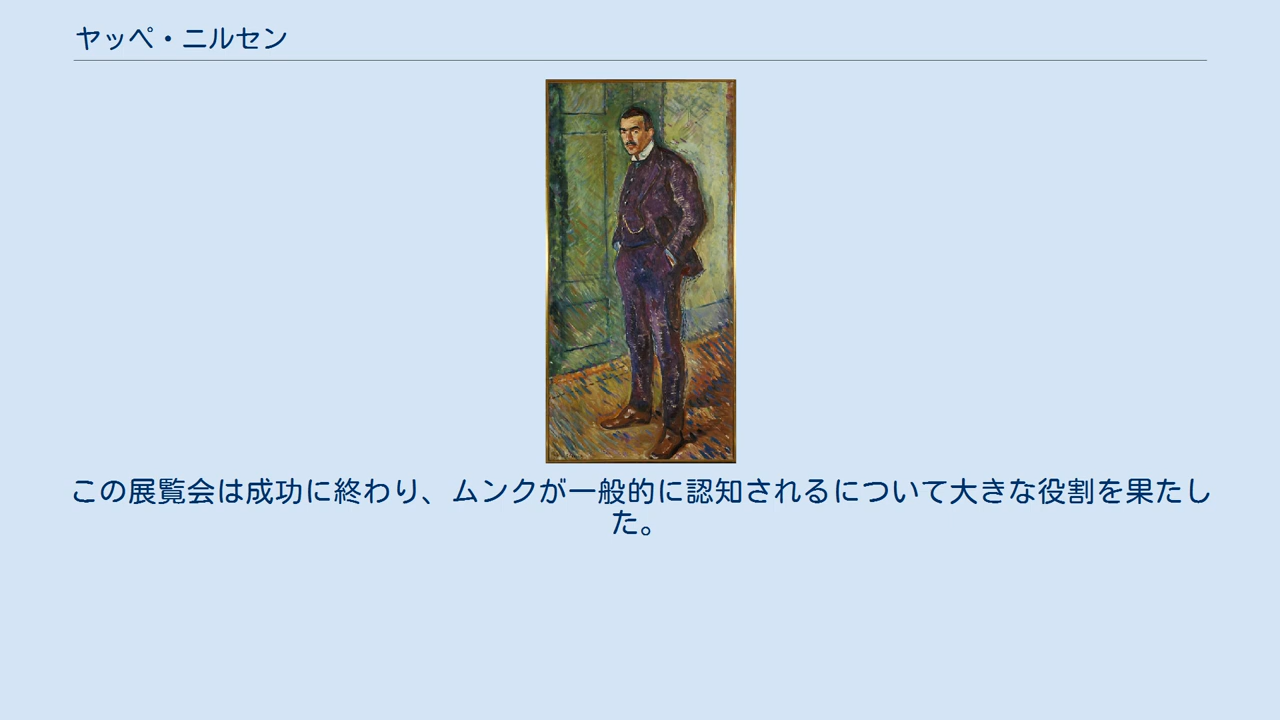 ヤッペ・ニルセン
この展覧会は成功に終わり、ムンクが一般的に認知されるについて大きな役割を果たし
た。